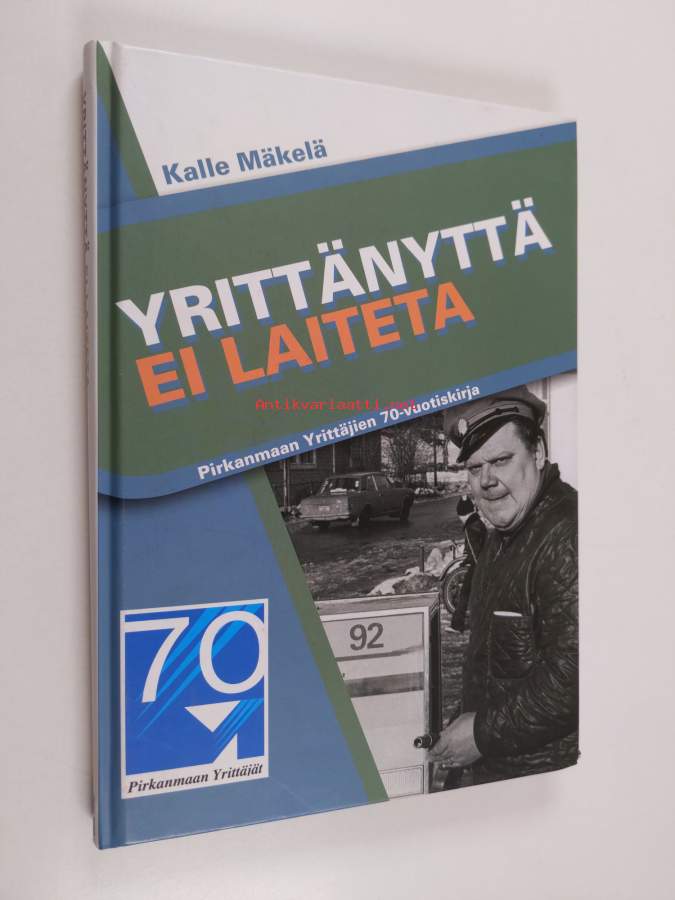 Kalle Mäkelä
YRITTÄNYTTÄ
EI LAITETA
Antikvariaatti.net
Pirkanmaan Yrittäjien 70-vuotiskirja
92
70
Pirkanmaan Yrittäjät